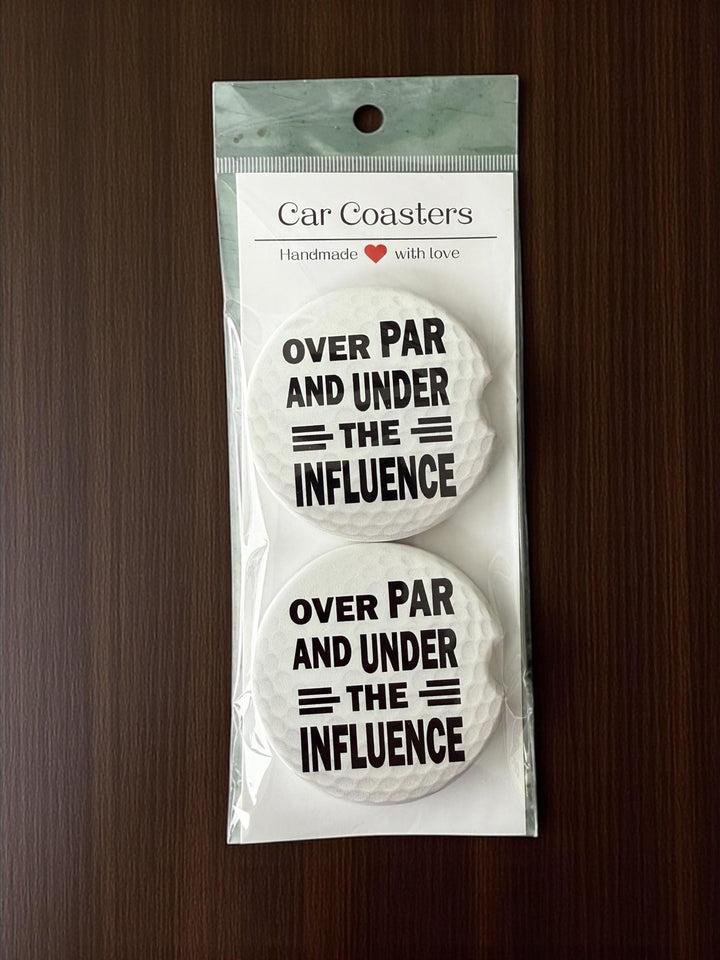 Car Coasters
Handmade ❤ with love
OVER PAR
AND UNDER
THE
INFLUENCE
OVER PAR
AND UNDER
THE
INFLUENCE